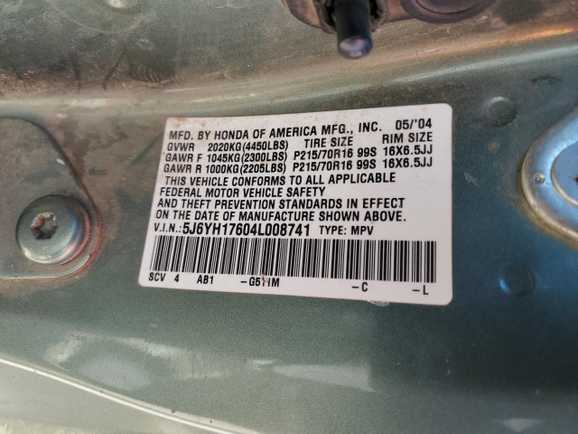 MFD. BY HONDA OF AMERICA MFG., INC. 05/'04
GVWR 2020KG(4450LBS) TIRE SIZE RIM SIZE
GAWR F 1045KG(2300LBS) P215/70R16 99S 16X6.5JJ
GAWR R 1000KG(2205LBS) P215/70R16 99S 16X6.5JJ
THIS VEHICLE CONFORMS TO ALL APPLICABLE
FEDERAL MOTOR VEHICLE SAFETY
AND THEFT PREVENTION STANDARDS IN EFFECT
ON THE DATE OF MANUFACTURE SHOWN ABOVE.
V.I.N.: 5J6YH17604L008741 TYPE: MPV
SCV 4 AB1 -G511M -C -L